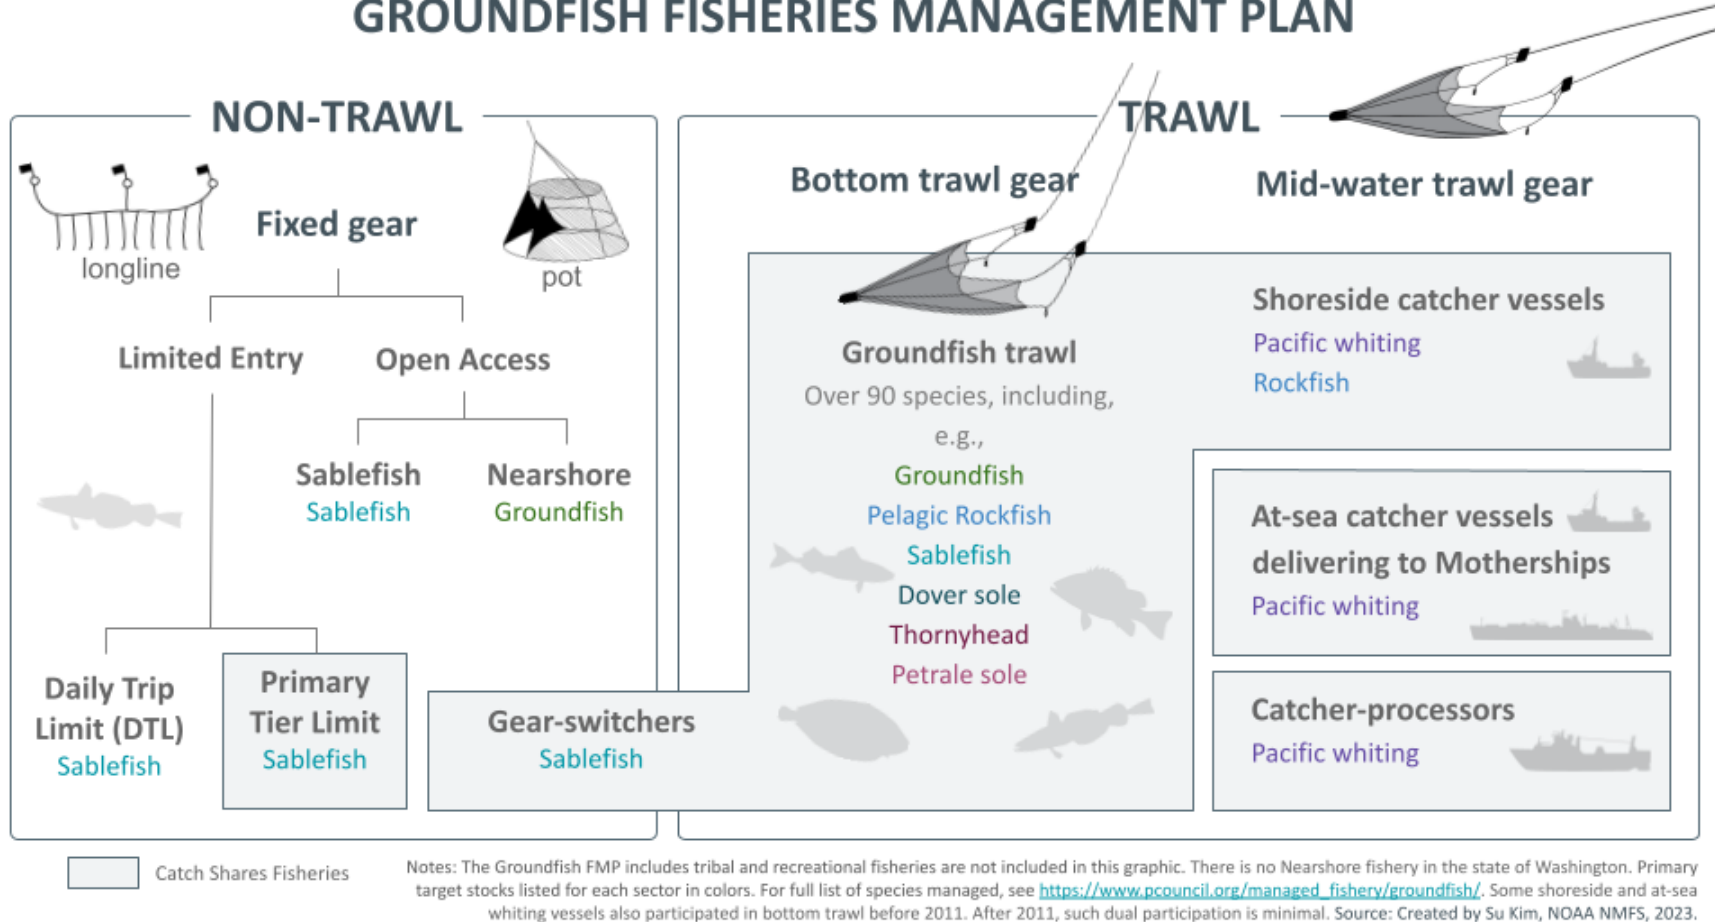 GROUNDFISH FISHERIES MANAGEMENT PLAN
NON-TRAWL
longline
Fixed gear
pot
Limited Entry
Open Access
Sablefish
Sablefish
Nearshore
Groundfish
Daily Trip
Limit (DTL)
Sablefish
Primary
Tier Limit
Sablefish
Gear-switchers
Sablefish
TRAWL
Bottom trawl gear
Groundfish trawl
Over 90 species, including,
e.g.,
Groundfish
Pelagic Rockfish
Sablefish
Dover sole
Thornyhead
Petrale sole
Mid-water trawl gear
Shoreside catcher vessels
Pacific whiting
Rockfish
At-sea catcher vessels
delivering to Motherships
Pacific whiting
Catcher-processors
Pacific whiting
Catch Shares Fisheries
Notes: The Groundfish FMP includes tribal and recreational fisheries are not included in this graphic. There is no Nearshore fishery in the state of Washington. Primary
target stocks listed for each sector in colors. For full list of species managed, see https://www.pcouncil.org/managed_fishery/groundfish/. Some shoreside and at-sea
whiting vessels also participated in bottom trawl before 2011. After 2011, such dual participation is minimal. Source: Created by Su Kim, NOAA NMFS, 2023.